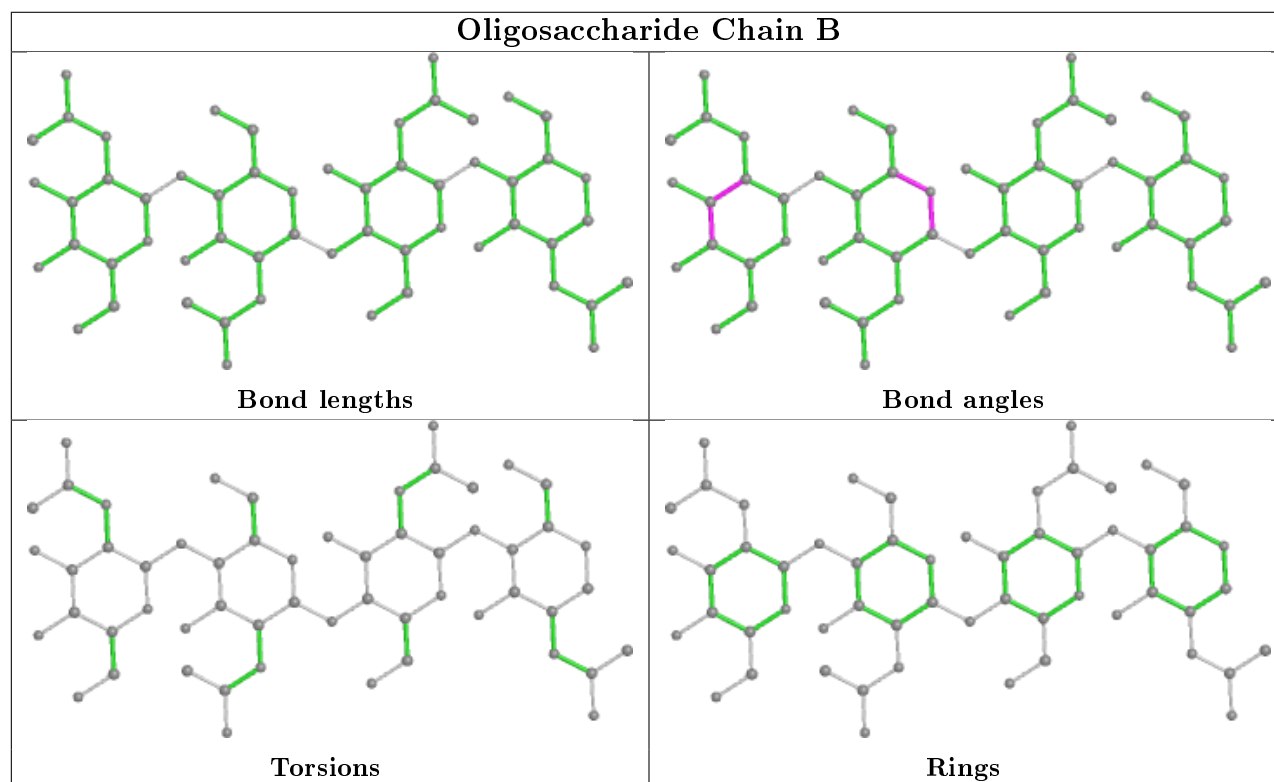 Oligosaccharide Chain B
Bond lengths
Bond angles
Torsions
Rings